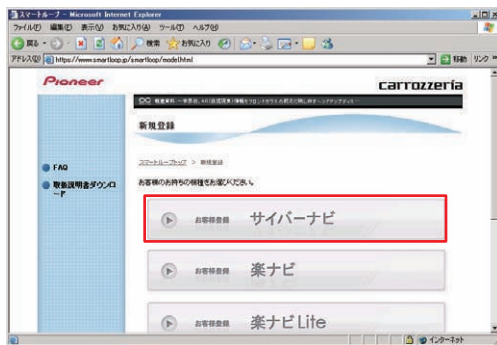 スマートループ - Microsoft Internet Explorer
ファイル(F) 編集(E) 表示(V) お気に入り(A) ツール(T) ヘルプ(H)
戻る 検索 お気に入り
アドレス(D) https://www.smartloop.jp/smartloop/model.html 移動 リンク
Pioneer carrozzeria
新規登録
スマートループトップ > 新規登録
FAQ
取扱説明書ダウンロード
お客様のお持ちの機種をお選びください。
お客様登録 サイバーナビ
お客様登録 楽ナビ
お客様登録 楽ナビLite
インターネット